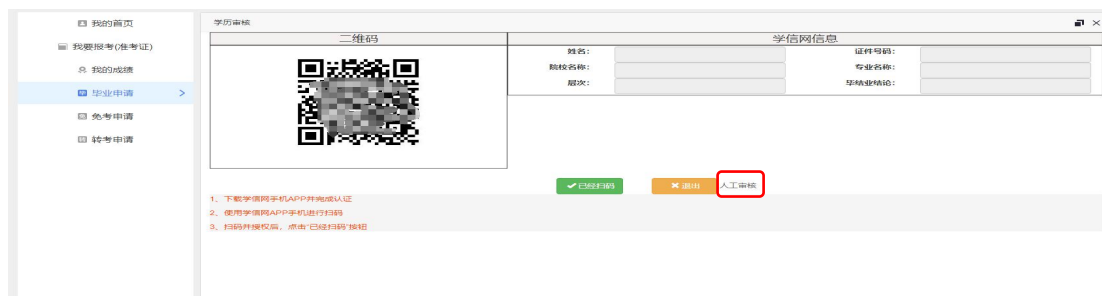 我的首页
我要报考(准考证)
我的成绩
毕业申请 >
免考申请
转考申请
学历审核
二维码
学信网信息
姓名:
证件号码:
院校名称:
专业名称:
层次:
毕结业结论:
已经扫码
退出
人工审核
1、下载学信网手机APP并完成认证
2、使用学信网APP手机进行扫码
3、扫码并授权后，点击"已经扫码"按钮